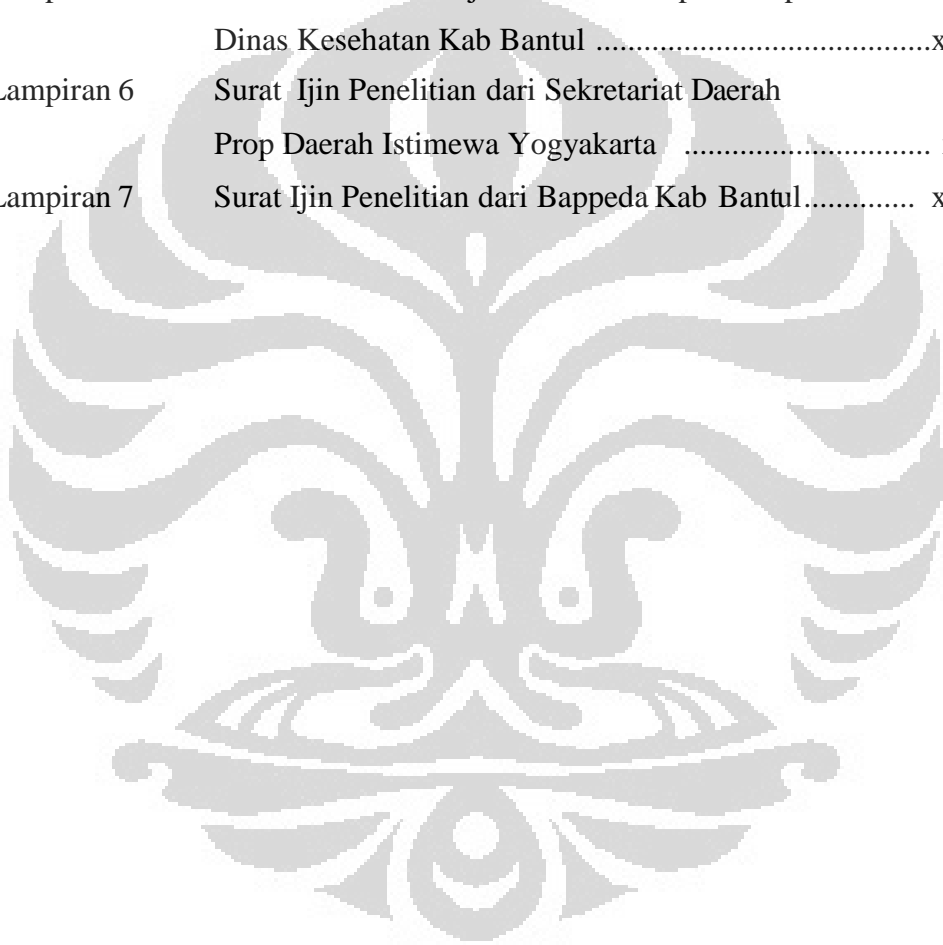 Dinas Kesehatan Kab Bantul ....................................x
Lampiran 6 Surat Ijin Penelitian dari Sekretariat Daerah
Prop Daerah Istimewa Yogyakarta .............................
Lampiran 7 Surat Ijin Penelitian dari Bappeda Kab Bantul............. x